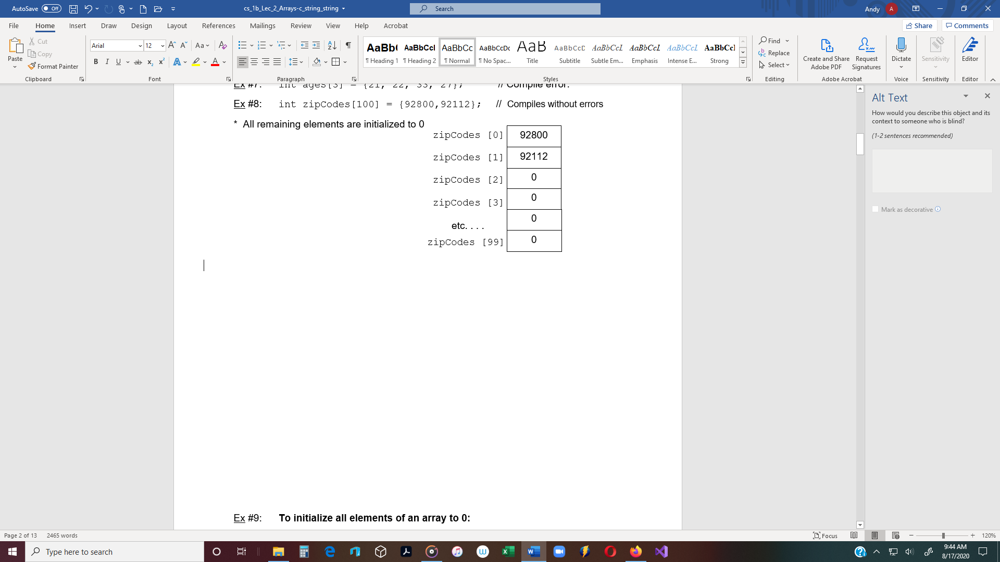 AutoSave Off
cs_1b_Lec_2_Arrays-c_string_string
Search
Andy A
File Home Insert Draw Design Layout References Mailings Review View Help Acrobat
Share Comments
Paste
Cut
Copy
Format Painter
Clipboard
Arial 12
Font
Paragraph
AaBb( AaBbCcI AaBbCc AaBbCcDc AaB AaBbCcD AaBbCcL AaBbCcL AaBbCcL AaBbCcI
¶ Heading 1 ¶ Heading 2 ¶ Normal ¶ No Spac... Title Subtitle Subtle Em... Emphasis Intense E... Strong
Styles
Find
Replace
Select
Editing
Create and Share Adobe PDF
Request Signatures
Adobe Acrobat
Dictate
Voice
Sensitivity
Sensitivity
Editor
Editor
Ex #7: int ages[3] = {21, 22, 33, 27}; // Compile error.
Ex #8: int zipCodes[100] = {92800,92112}; // Compiles without errors
* All remaining elements are initialized to 0
zipCodes [0] 92800
zipCodes [1] 92112
zipCodes [2] 0
zipCodes [3] 0
etc. . . . 0
zipCodes [99] 0
Ex #9: To initialize all elements of an array to 0:
Alt Text
How would you describe this object and its
context to someone who is blind?
(1-2 sentences recommended)
Mark as decorative
Page 2 of 13 2465 words
Focus
120%
Type here to search
9:44 AM
8/17/2020